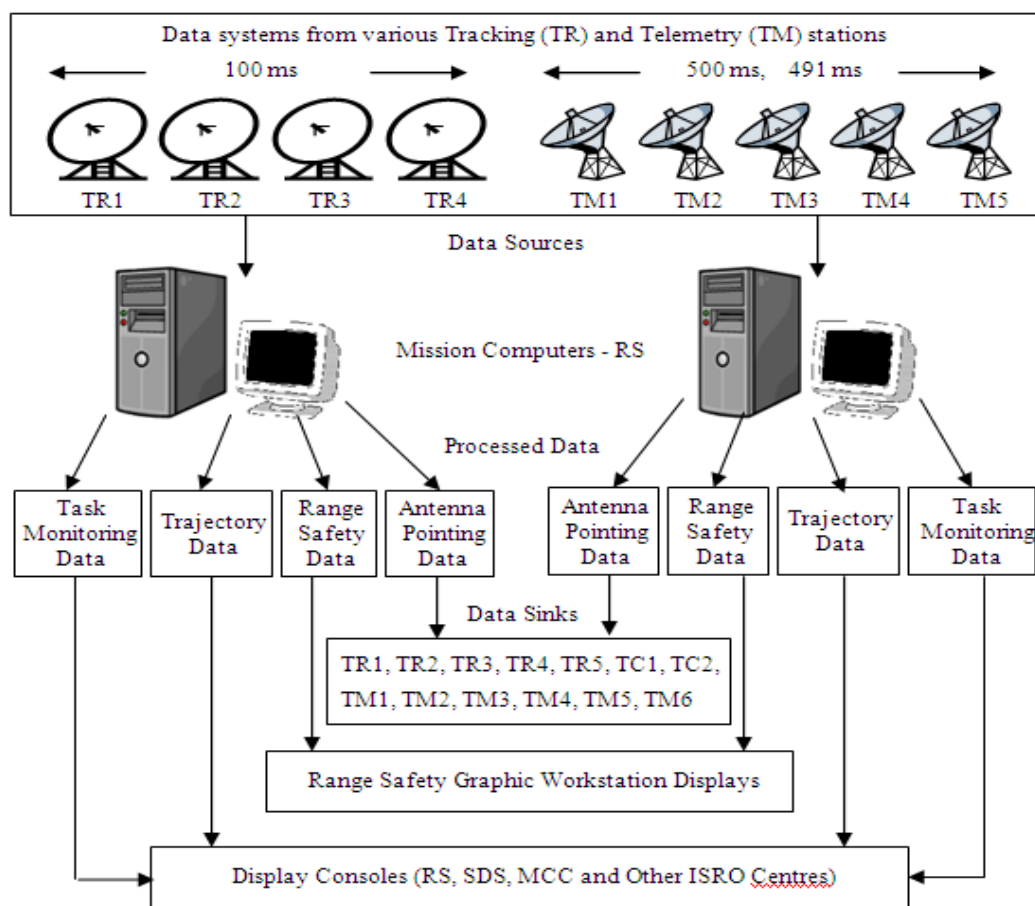 Data systems from various Tracking (TR) and Telemetry (TM) stations
100 ms
500 ms, 491 ms
TR1
TR2
TR3
TR4
TM1
TM2
TM3
TM4
TM5
Data Sources
Mission Computers - RS
Processed Data
Task
Monitoring
Data
Trajectory
Data
Range
Safety
Data
Antenna
Pointing
Data
Antenna
Pointing
Data
Range
Safety
Data
Trajectory
Data
Task
Monitoring
Data
Data Sinks
TR1, TR2, TR3, TR4, TR5, TC1, TC2,
TM1, TM2, TM3, TM4, TM5, TM6
Range Safety Graphic Workstation Displays
Display Consoles (RS, SDS, MCC and Other ISRO Centres)